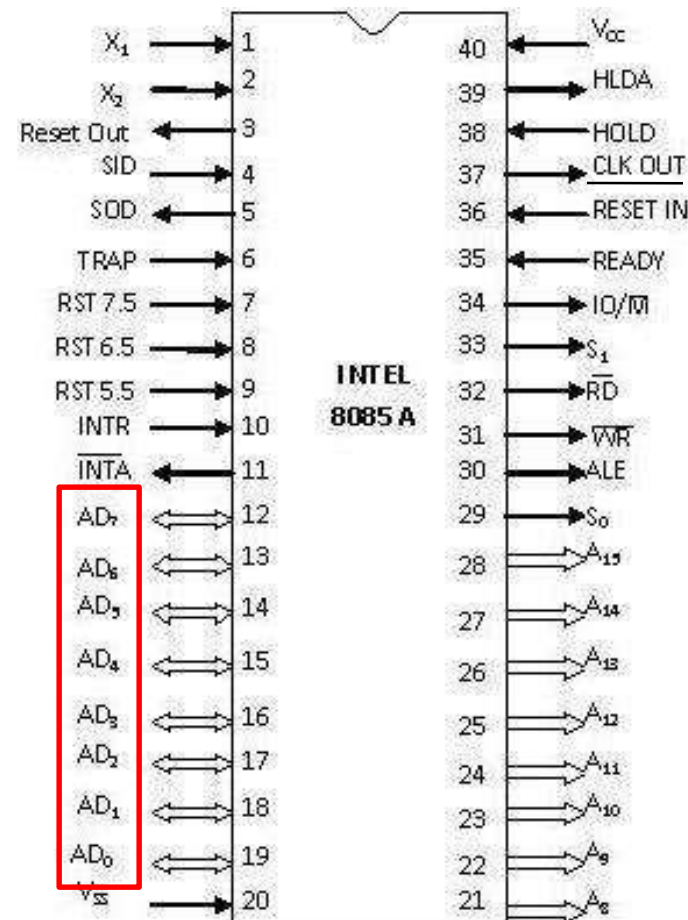 X₁ 1 40 Vcc
X₂ 2 39 HLDA
Reset Out 3 38 HOLD
SID 4 37 CLK OUT
SOD 5 36 RESET IN
TRAP 6 35 READY
RST 7.5 7 34 IO/M̅
RST 6.5 8 33 S₁
RST 5.5 9 32 R̅D̅
INTR 10 31 W̅R̅
I̅N̅T̅A̅ 11 30 ALE
INTEL
8085 A
AD₇ 12 29 S₀
AD₆ 13 28 A₁₅
AD₅ 14 27 A₁₄
AD₄ 15 26 A₁₃
AD₃ 16 25 A₁₂
AD₂ 17 24 A₁₁
AD₁ 18 23 A₁₀
AD₀ 19 22 A₉
Vss 20 21 A₈